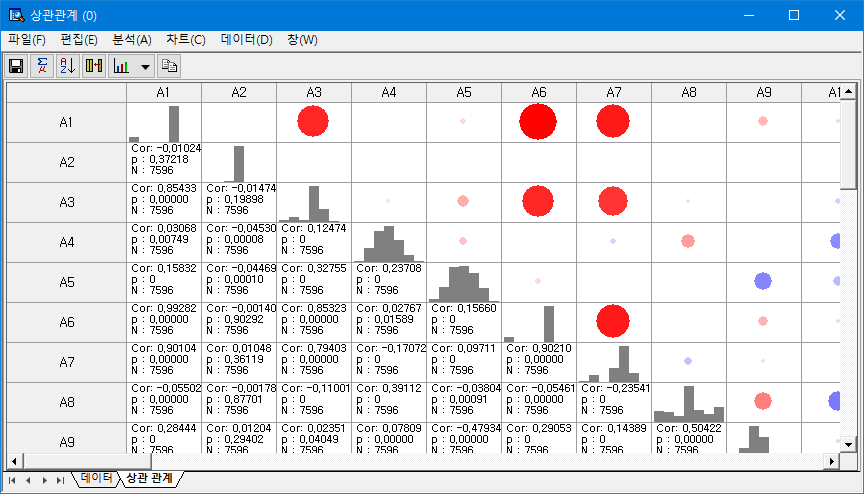 상관관계 (0)
파일(F) 편집(E) 분석(A) 차트(C) 데이터(D) 창(W)
A1 A2 A3 A4 A5 A6 A7 A8 A9
A1
Cor: -0,01024
A2
p : 0,37218
N : 7596
Cor: 0,85433 Cor: -0,01474
A3
p : 0,00000 p : 0,19898
N : 7596 N : 7596
Cor: 0,03068 Cor: -0,04530 Cor: 0,12474
A4
p : 0,00749 p : 0,00008 p : 0
N : 7596 N : 7596 N : 7596
Cor: 0,15832 Cor: -0,04469 Cor: 0,32755 Cor: 0,23708
A5
p : 0 p : 0,00010 p : 0 p : 0
N : 7596 N : 7596 N : 7596 N : 7596
Cor: 0,99282 Cor: -0,00140 Cor: 0,85323 Cor: 0,02767 Cor: 0,15660
A6
p : 0,00000 p : 0,90292 p : 0,00000 p : 0,01589 p : 0
N : 7596 N : 7596 N : 7596 N : 7596 N : 7596
Cor: 0,90104 Cor: 0,01048 Cor: 0,79403 Cor: -0,17072 Cor: 0,09711 Cor: 0,90210
A7
p : 0,00000 p : 0,36119 p : 0,00000 p : 0 p : 0 p : 0,00000
N : 7596 N : 7596 N : 7596 N : 7596 N : 7596 N : 7596
Cor: -0,05502 Cor: -0,00178 Cor: -0,11001 Cor: 0,39112 Cor: -0,03804 Cor: -0,05461 Cor: -0,23541
A8
p : 0,00000 p : 0,87701 p : 0 p : 0 p : 0,00091 p : 0,00000 p : 0
N : 7596 N : 7596 N : 7596 N : 7596 N : 7596 N : 7596 N : 7596
Cor: 0,28444 Cor: 0,01204 Cor: 0,02351 Cor: 0,07809 Cor: -0,47934 Cor: 0,29053 Cor: 0,14389 Cor: 0,50422
A9
p : 0 p : 0,29402 p : 0,04049 p : 0,00000 p : 0,00000 p : 0 p : 0 p : 0,00000
N : 7596 N : 7596 N : 7596 N : 7596 N : 7596 N : 7596 N : 7596 N : 7596
데이터 상관 관계